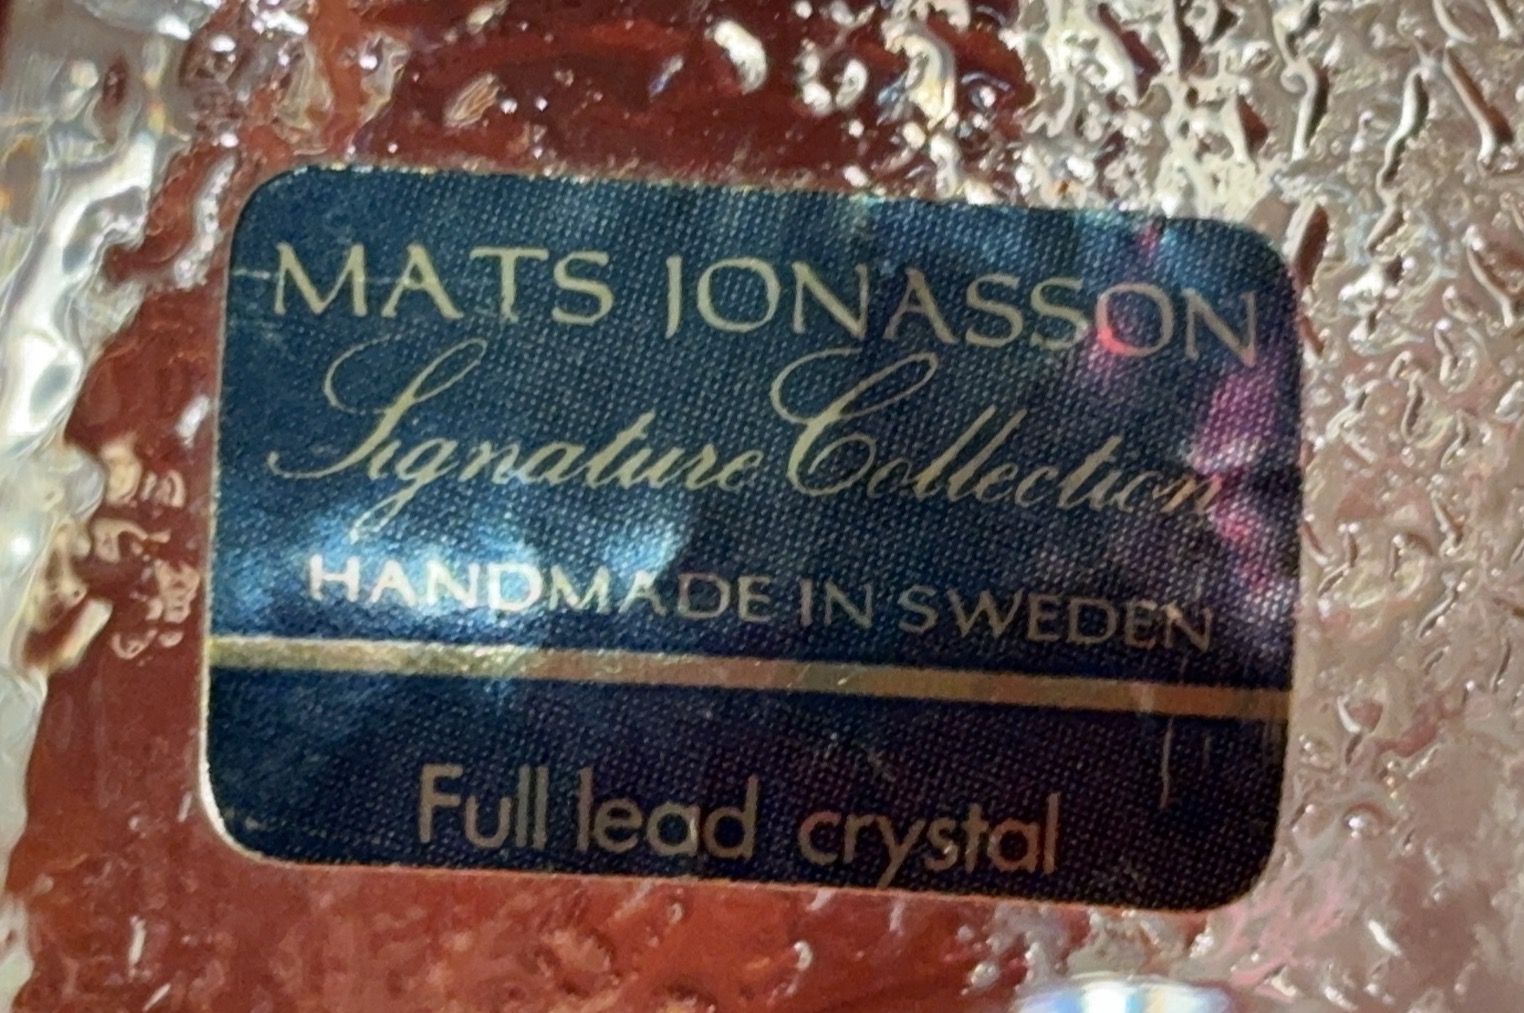 MATS JONASSON
Signature Collection
HANDMADE IN SWEDEN
Full lead crystal